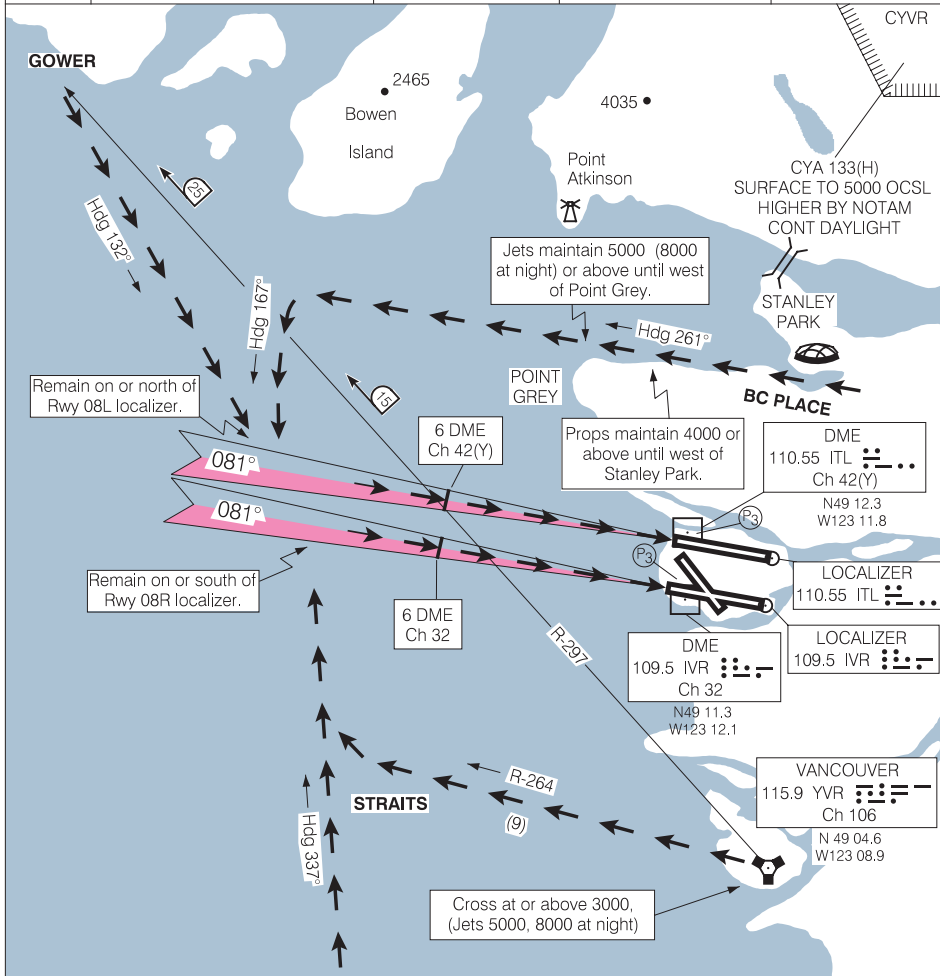 CYVR
GOWER
2465
Bowen
Island
4035
Point
Atkinson
CYA 133(H)
SURFACE TO 5000 OCSL
HIGHER BY NOTAM
CONT DAYLIGHT
25
Hdg 132°
Jets maintain 5000 (8000
at night) or above until west
of Point Grey.
STANLEY
PARK
Hdg 167°
Hdg 261°
Remain on or north of
Rwy 08L localizer.
15
POINT
GREY
BC PLACE
6 DME
Ch 42(Y)
Props maintain 4000 or
above until west of
Stanley Park.
DME
110.55 ITL
Ch 42(Y)
N49 12.3
W123 11.8
081°
081°
P3
P3
Remain on or south of
Rwy 08R localizer.
6 DME
Ch 32
LOCALIZER
110.55 ITL
LOCALIZER
109.5 IVR
DME
109.5 IVR
Ch 32
N49 11.3
W123 12.1
R-297
R-264
(9)
STRAITS
Hdg 337°
VANCOUVER
115.9 YVR
Ch 106
N 49 04.6
W123 08.9
Cross at or above 3000,
(Jets 5000, 8000 at night)